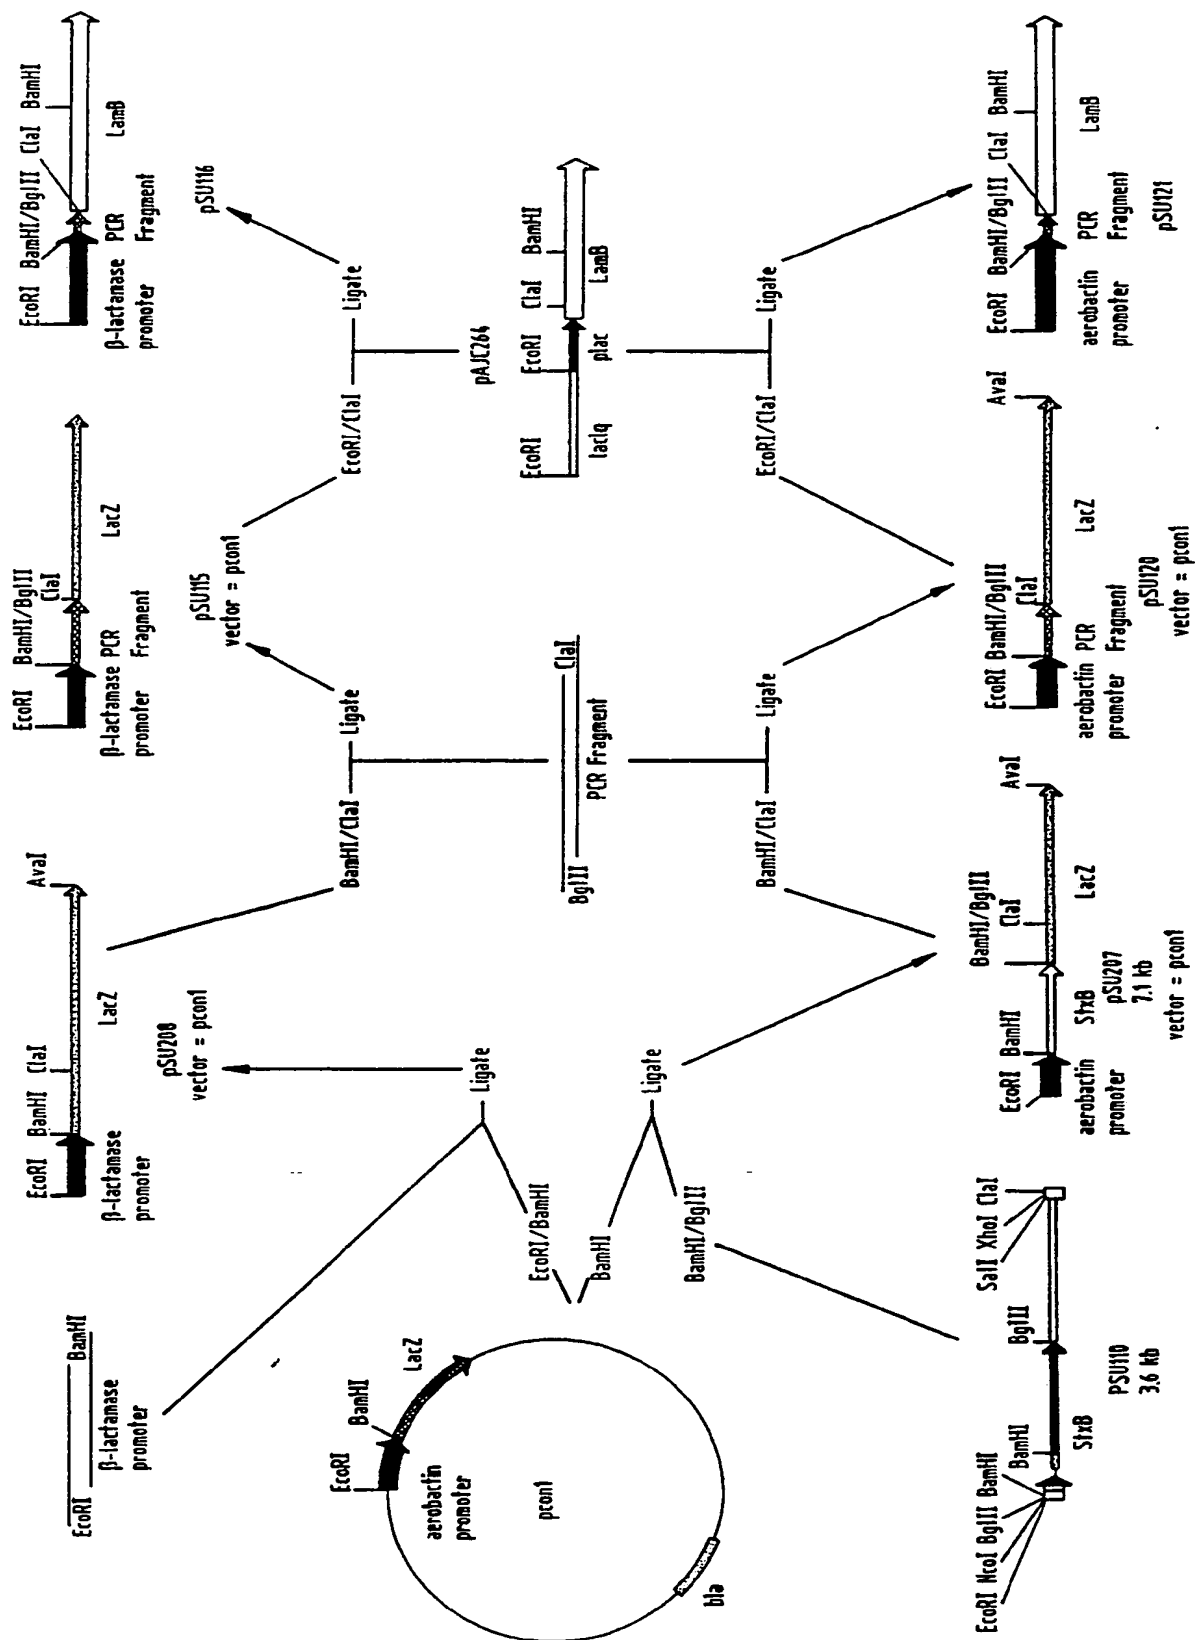 EcoRI
BamHI
β-lactamase
promoter
EcoRI
BamHI
ClaI
AvaI
β-lactamase
promoter
LacZ
pSU208
vector = pcon1
EcoRI
BamHI/BglII
ClaI
β-lactamase
promoter
PCR
Fragment
LacZ
pSU115
vector = pcon1
EcoRI
BamHI/BglII
ClaI
BamHI
β-lactamase
promoter
PCR
Fragment
LamB
pSU116
BamHI/ClaI
Ligate
EcoRI/ClaI
Ligate
EcoRI
BamHI
LacZ
aerobactin
promoter
pcon1
bla
EcoRI/BamHI
Ligate
BamHI
BamHI/BglII
Ligate
BglII
ClaI
PCR Fragment
pAJC264
EcoRI
EcoRI
ClaI
BamHI
lacIq
plac
LamB
BamHI/ClaI
Ligate
EcoRI/ClaI
Ligate
EcoRI
NcoI
BglII
BamHI
BamHI
BglII
SalI
XhoI
ClaI
StxB
PSU110
3.6 kb
EcoRI
BamHI
BamHI/BglII
ClaI
AvaI
aerobactin
promoter
StxB
LacZ
pSU207
7.1 kb
vector = pcon1
EcoRI
BamHI/BglII
ClaI
AvaI
aerobactin
promoter
PCR
Fragment
LacZ
pSU120
vector = pcon1
EcoRI
BamHI/BglII
ClaI
BamHI
aerobactin
promoter
PCR
Fragment
LamB
pSU121